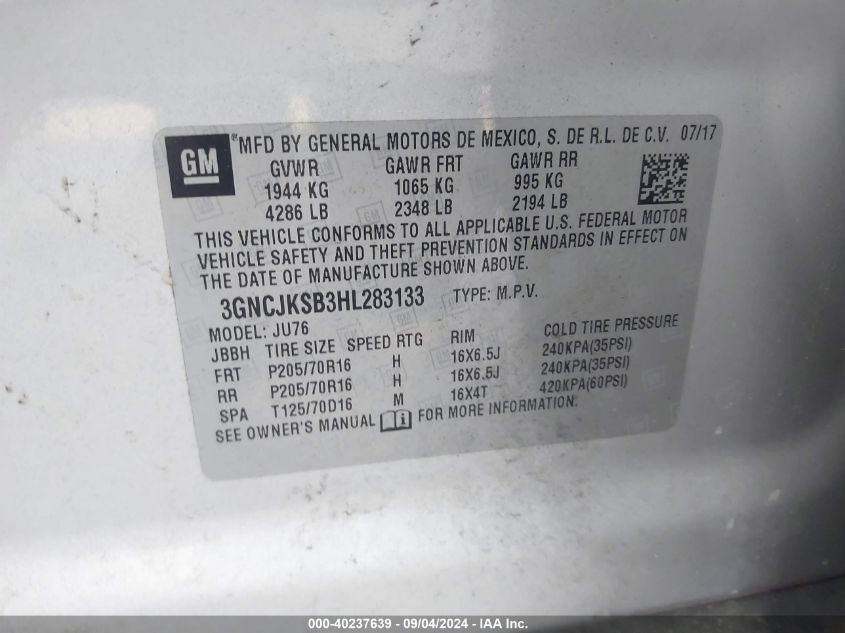 GM ®MFD BY GENERAL MOTORS DE MEXICO, S. DE R.L. DE C.V. 07/17
GVWR GAWR FRT GAWR RR
1944 KG 1065 KG 995 KG
4286 LB 2348 LB 2194 LB
THIS VEHICLE CONFORMS TO ALL APPLICABLE U.S. FEDERAL MOTOR
VEHICLE SAFETY AND THEFT PREVENTION STANDARDS IN EFFECT ON
THE DATE OF MANUFACTURE SHOWN ABOVE.
3GNCJKSB3HL283133 TYPE: M.P.V.
MODEL: JU76
JBBH TIRE SIZE SPEED RTG RIM COLD TIRE PRESSURE
FRT P205/70R16 H 16X6.5J 240KPA(35PSI)
RR P205/70R16 H 16X6.5J 240KPA(35PSI)
SPA T125/70D16 M 16X4T 420KPA(60PSI)
SEE OWNER'S MANUAL FOR MORE INFORMATION.
000-40237639 - 09/04/2024 - IAA Inc.